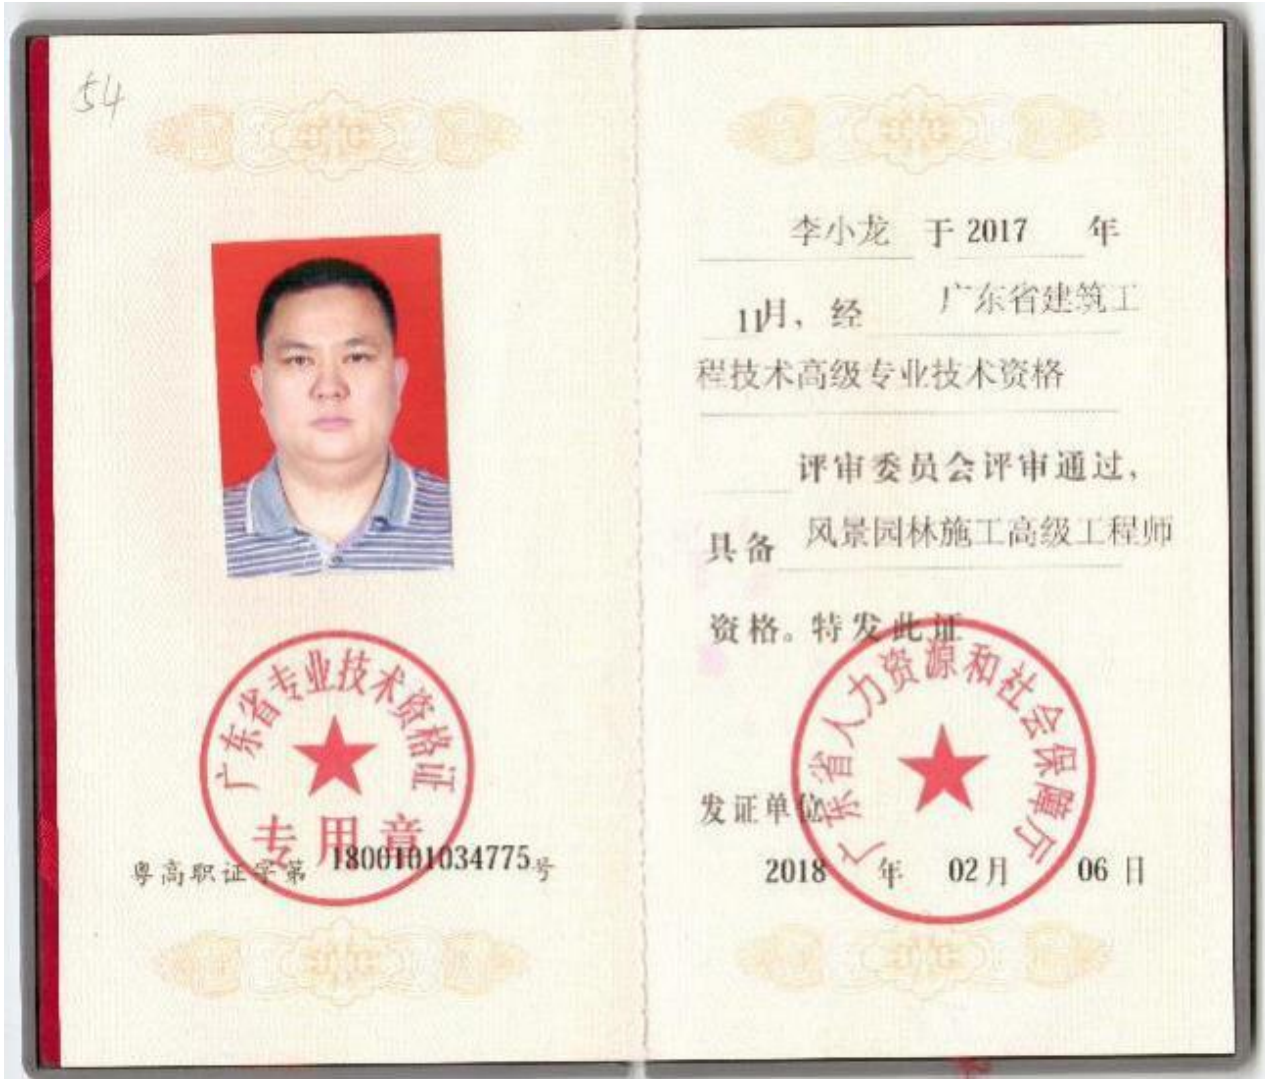 54
广东省专业技术资格证
专用章
粤高职证字第 1800101034775号
李小龙 于 2017 年
11月，经 广东省建筑工
程技术高级专业技术资格
评审委员会评审通过，
具备 风景园林施工高级工程师
资格。特发此证
广东省人力资源和社会保障厅
发证单位
2018 年 02月 06 日